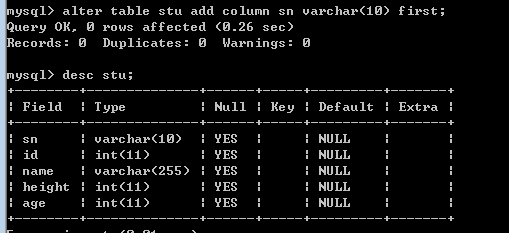 mysql> alter table stu add column sn varchar(10) first;
Query OK, 0 rows affected (0.26 sec)
Records: 0  Duplicates: 0  Warnings: 0
mysql> desc stu;
+--------+--------------+------+-----+---------+-------+
| Field  | Type         | Null | Key | Default | Extra |
+--------+--------------+------+-----+---------+-------+
| sn     | varchar(10)  | YES  |     | NULL    |       |
| id     | int(11)      | YES  |     | NULL    |       |
| name   | varchar(255) | YES  |     | NULL    |       |
| height | int(11)      | YES  |     | NULL    |       |
| age    | int(11)      | YES  |     | NULL    |       |
+--------+--------------+------+-----+---------+-------+